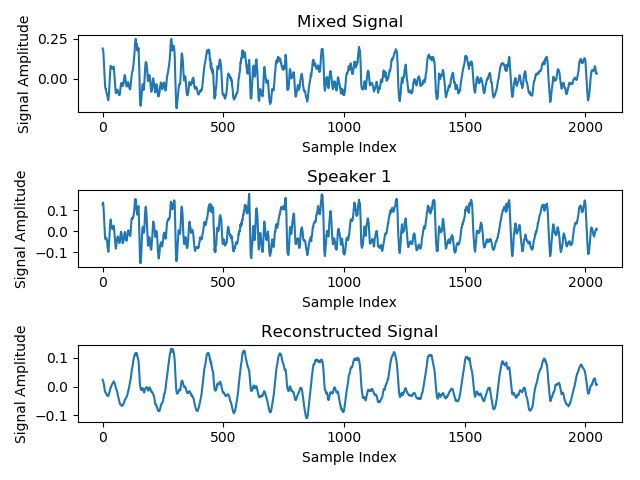 Mixed Signal
Signal Amplitude
0.25
0.00
0
500
1000
1500
2000
Sample Index
Speaker 1
Signal Amplitude
0.1
0.0
−0.1
0
500
1000
1500
2000
Sample Index
Reconstructed Signal
Signal Amplitude
0.1
0.0
−0.1
0
500
1000
1500
2000
Sample Index